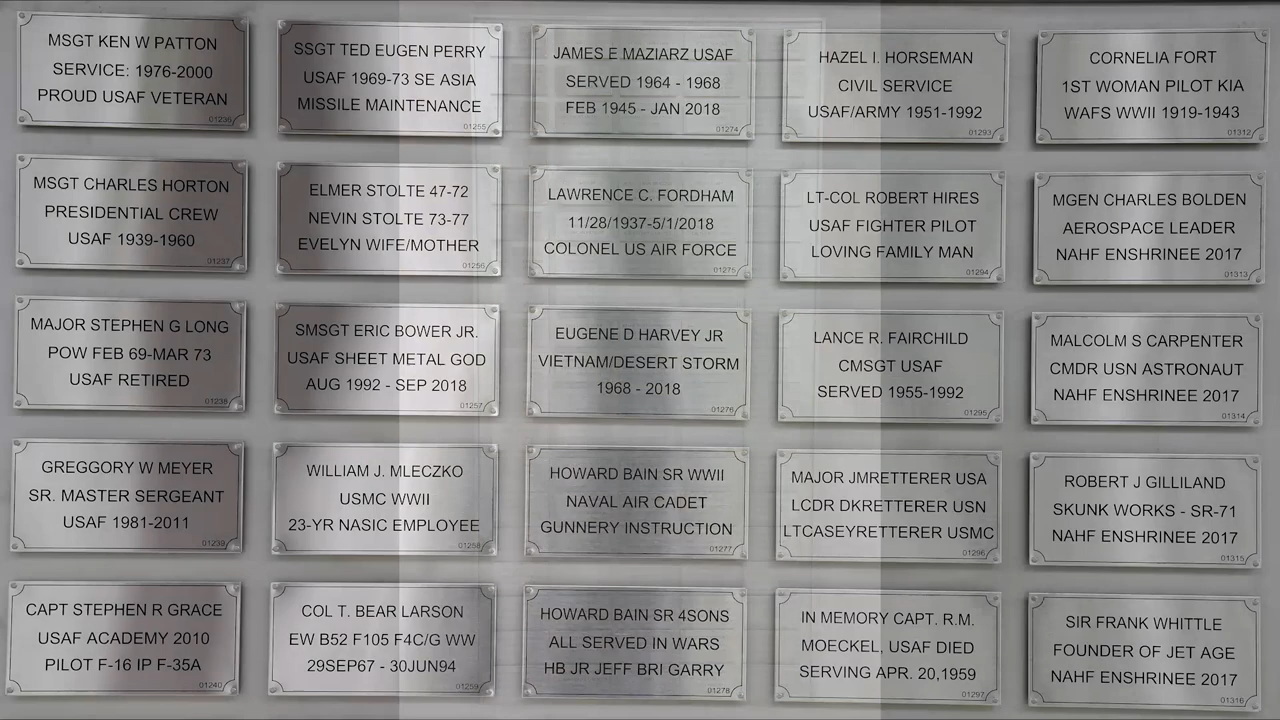 MSGT KEN W PATTON
SERVICE: 1976-2000
PROUD USAF VETERAN
01236
SSGT TED EUGEN PERRY
USAF 1969-73 SE ASIA
MISSILE MAINTENANCE
01255
JAMES E MAZIARZ USAF
SERVED 1964 - 1968
FEB 1945 - JAN 2018
01274
HAZEL I. HORSEMAN
CIVIL SERVICE
USAF/ARMY 1951-1992
01293
CORNELIA FORT
1ST WOMAN PILOT KIA
WAFS WWII 1919-1943
01312
MSGT CHARLES HORTON
PRESIDENTIAL CREW
USAF 1939-1960
01237
ELMER STOLTE 47-72
NEVIN STOLTE 73-77
EVELYN WIFE/MOTHER
01256
LAWRENCE C. FORDHAM
11/28/1937-5/1/2018
COLONEL US AIR FORCE
01275
LT-COL ROBERT HIRES
USAF FIGHTER PILOT
LOVING FAMILY MAN
01294
MGEN CHARLES BOLDEN
AEROSPACE LEADER
NAHF ENSHRINEE 2017
01313
MAJOR STEPHEN G LONG
POW FEB 69-MAR 73
USAF RETIRED
01238
SMSGT ERIC BOWER JR.
USAF SHEET METAL GOD
AUG 1992 - SEP 2018
01257
EUGENE D HARVEY JR
VIETNAM/DESERT STORM
1968 - 2018
01276
LANCE R. FAIRCHILD
CMSGT USAF
SERVED 1955-1992
01295
MALCOLM S CARPENTER
CMDR USN ASTRONAUT
NAHF ENSHRINEE 2017
01314
GREGGORY W MEYER
SR. MASTER SERGEANT
USAF 1981-2011
01239
WILLIAM J. MLECZKO
USMC WWII
23-YR NASIC EMPLOYEE
01258
HOWARD BAIN SR WWII
NAVAL AIR CADET
GUNNERY INSTRUCTION
01277
MAJOR JMRETTERER USA
LCDR DKRETTERER USN
LTCASEYRETTERER USMC
01296
ROBERT J GILLILAND
SKUNK WORKS - SR-71
NAHF ENSHRINEE 2017
01315
CAPT STEPHEN R GRACE
USAF ACADEMY 2010
PILOT F-16 IP F-35A
01240
COL T. BEAR LARSON
EW B52 F105 F4C/G WW
29SEP67 - 30JUN94
01259
HOWARD BAIN SR 4SONS
ALL SERVED IN WARS
HB JR JEFF BRI GARRY
01278
IN MEMORY CAPT. R.M.
MOECKEL, USAF DIED
SERVING APR. 20,1959
01297
SIR FRANK WHITTLE
FOUNDER OF JET AGE
NAHF ENSHRINEE 2017
01316